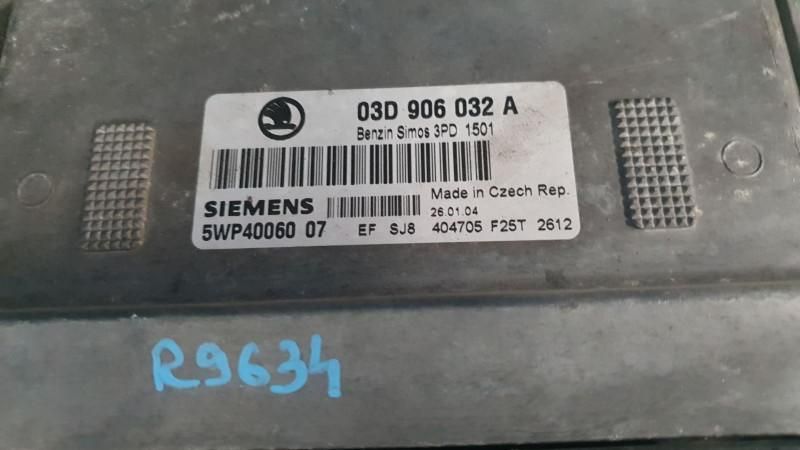 03D 906 032 A
Benzin Simos 3PD 1501
Made in Czech Rep.
SIEMENS 26.01.04
5WP40060 07 EF SJ8 404705 F25T 2612
R9634